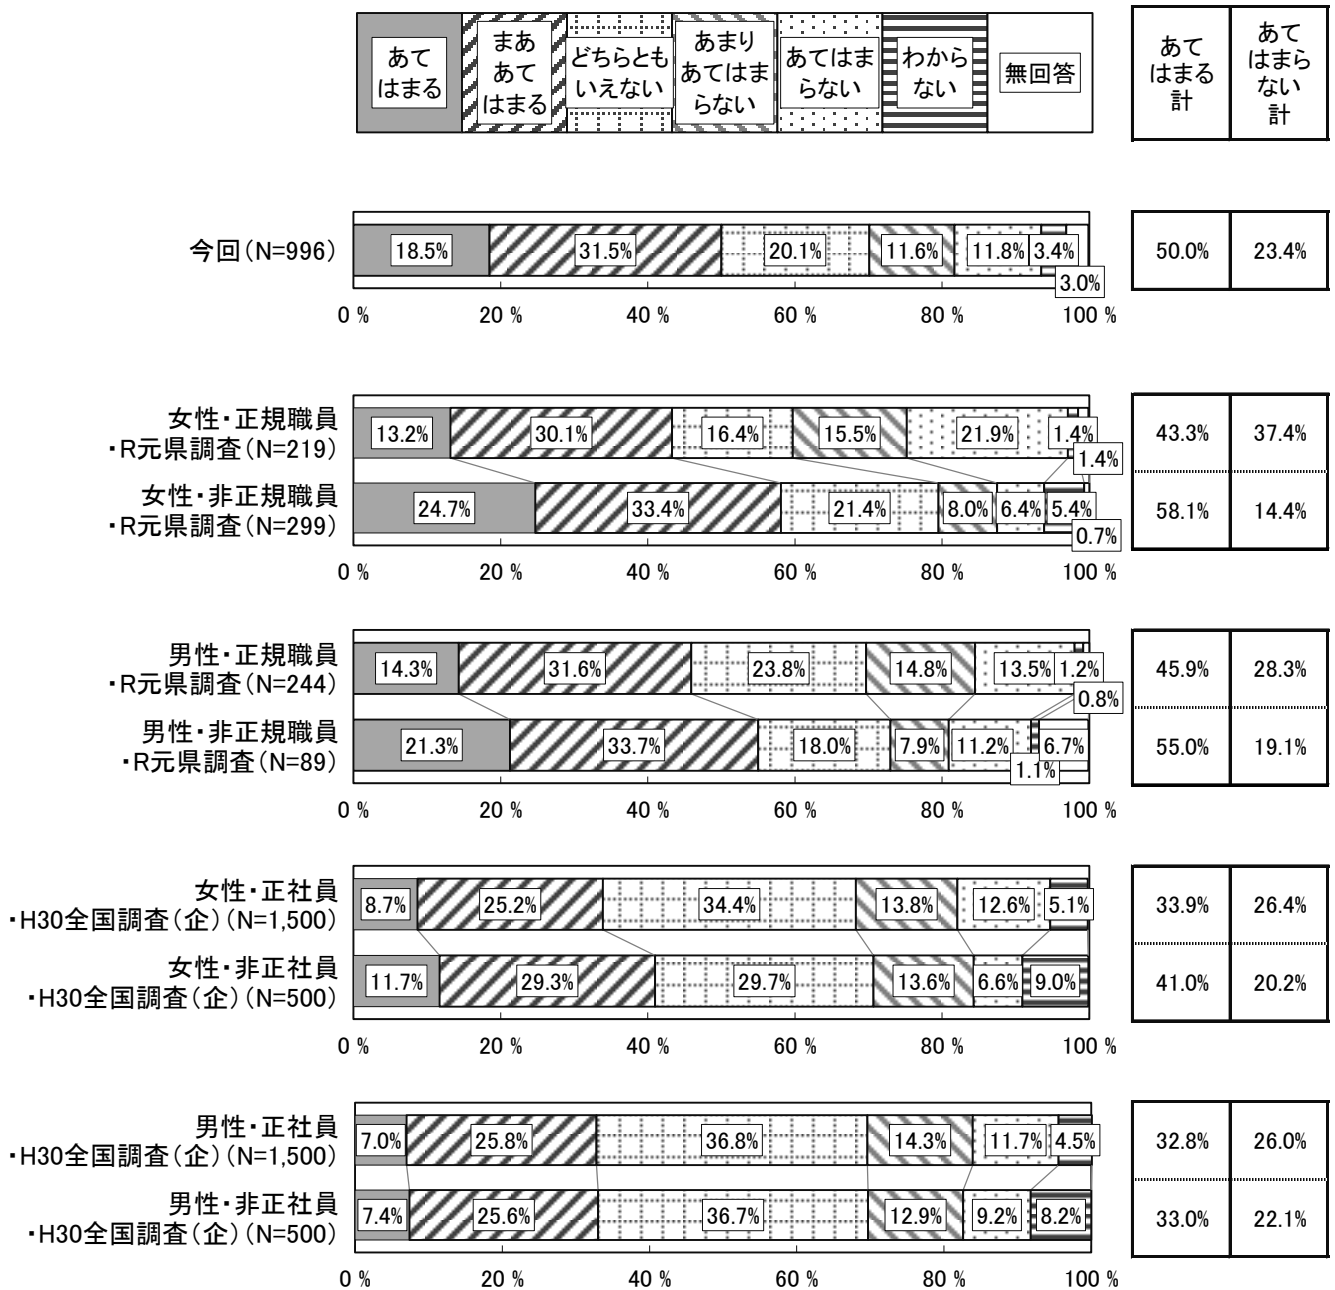 あて
はまる
まあ
あて
はまる
どちらとも
いえない
あまり
あてはま
らない
あてはま
らない
わから
ない
無回答
あて
はまる
計
あて
はまら
ない
計
今回(N=996)
18.5% 31.5% 20.1% 11.6% 11.8% 3.4% 3.0%
50.0% 23.4%
0 % 20 % 40 % 60 % 80 % 100 %
女性・正規職員
・R元県調査(N=219)
13.2% 30.1% 16.4% 15.5% 21.9% 1.4% 1.4%
43.3% 37.4%
女性・非正規職員
・R元県調査(N=299)
24.7% 33.4% 21.4% 8.0% 6.4% 5.4% 0.7%
58.1% 14.4%
0 % 20 % 40 % 60 % 80 % 100 %
男性・正規職員
・R元県調査(N=244)
14.3% 31.6% 23.8% 14.8% 13.5% 1.2% 0.8%
45.9% 28.3%
男性・非正規職員
・R元県調査(N=89)
21.3% 33.7% 18.0% 7.9% 11.2% 1.1% 6.7%
55.0% 19.1%
0 % 20 % 40 % 60 % 80 % 100 %
女性・正社員
・H30全国調査(企)(N=1,500)
8.7% 25.2% 34.4% 13.8% 12.6% 5.1%
33.9% 26.4%
女性・非正社員
・H30全国調査(企)(N=500)
11.7% 29.3% 29.7% 13.6% 6.6% 9.0%
41.0% 20.2%
0 % 20 % 40 % 60 % 80 % 100 %
男性・正社員
・H30全国調査(企)(N=1,500)
7.0% 25.8% 36.8% 14.3% 11.7% 4.5%
32.8% 26.0%
男性・非正社員
・H30全国調査(企)(N=500)
7.4% 25.6% 36.7% 12.9% 9.2% 8.2%
33.0% 22.1%
0 % 20 % 40 % 60 % 80 % 100 %